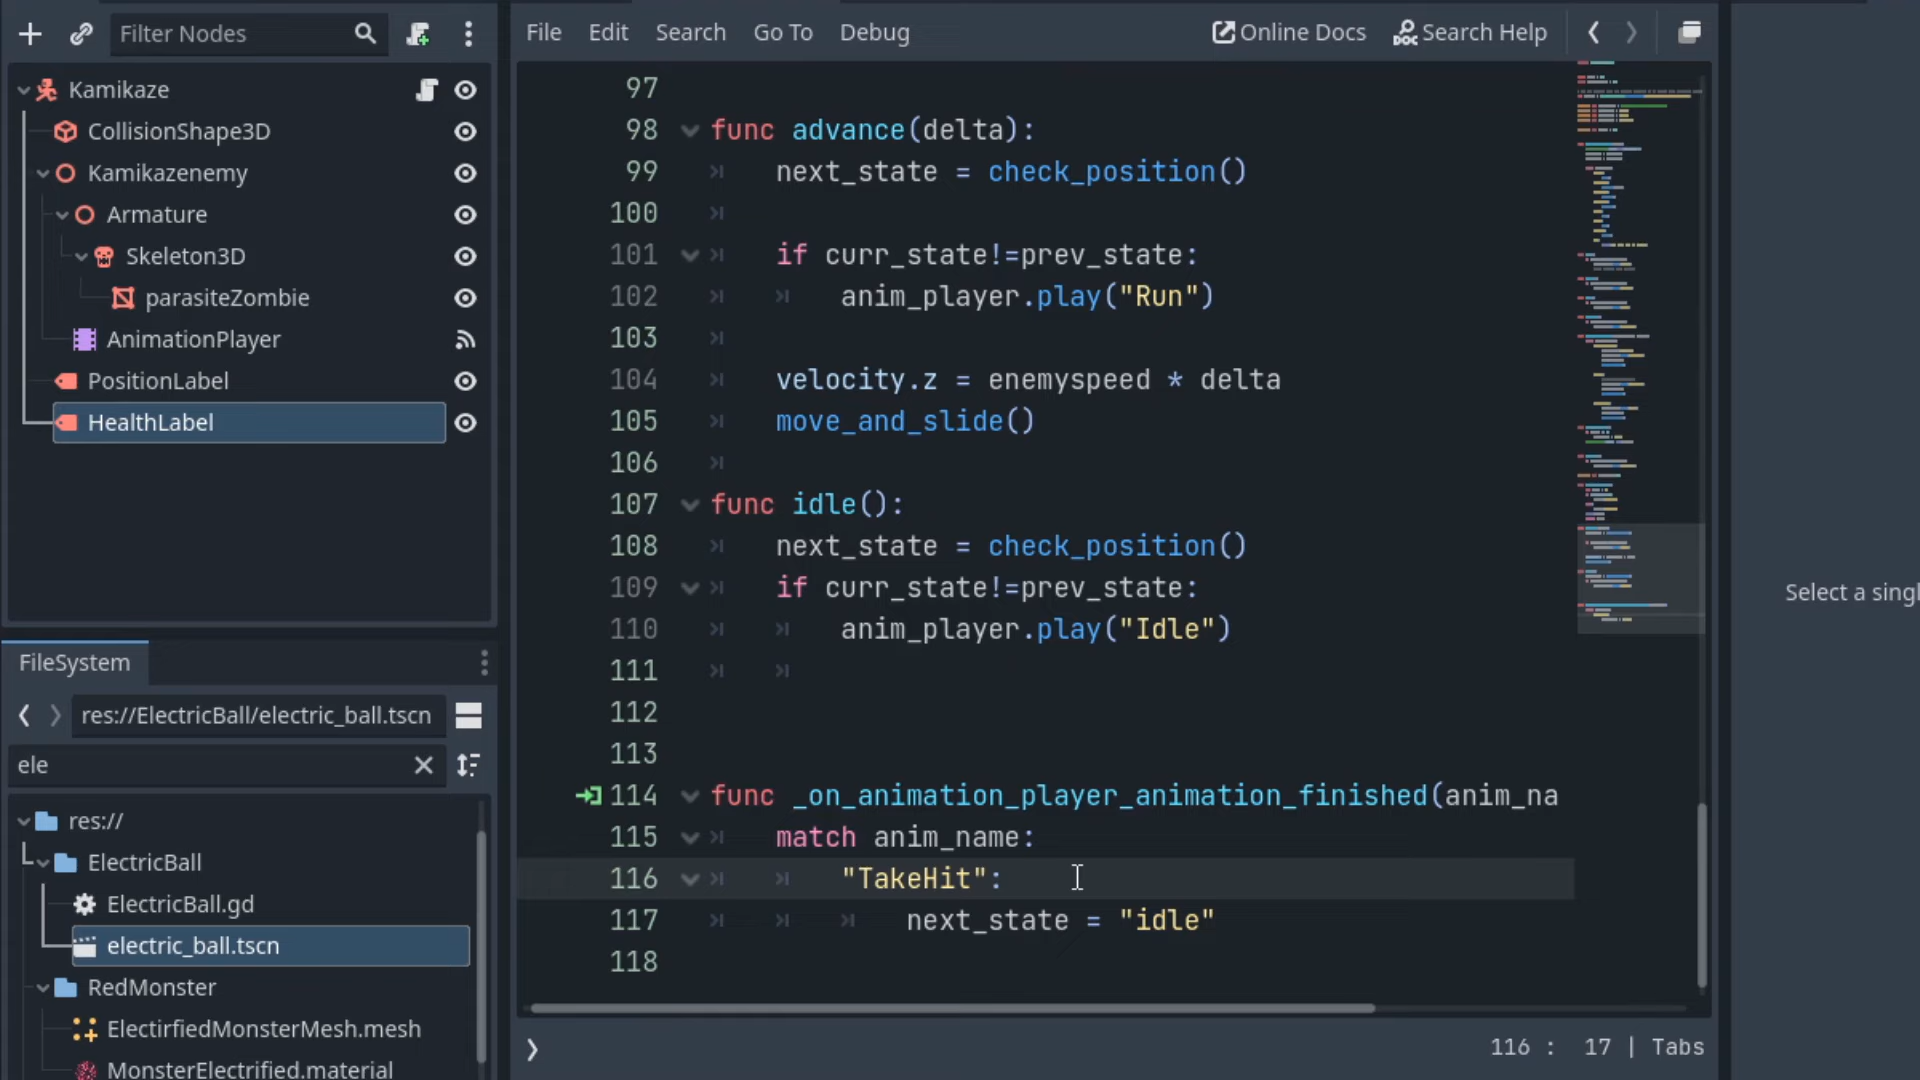 Filter Nodes
Kamikaze
CollisionShape3D
Kamikazenemy
Armature
Skeleton3D
parasiteZombie
AnimationPlayer
PositionLabel
HealthLabel
FileSystem
res://ElectricBall/electric_ball.tscn
ele
res://
ElectricBall
ElectricBall.gd
electric_ball.tscn
RedMonster
ElectirfiedMonsterMesh.mesh
MonsterElectrified.material
File Edit Search Go To Debug
Online Docs
Search Help
97
98 func advance(delta):
99 next_state = check_position()
100
101 if curr_state!=prev_state:
102 anim_player.play("Run")
103
104 velocity.z = enemyspeed * delta
105 move_and_slide()
106
107 func idle():
108 next_state = check_position()
109 if curr_state!=prev_state:
110 anim_player.play("Idle")
111
112
113
114 func _on_animation_player_animation_finished(anim_na
115 match anim_name:
116 "TakeHit":
117 next_state = "idle"
118
116 : 17 | Tabs
Select a singl